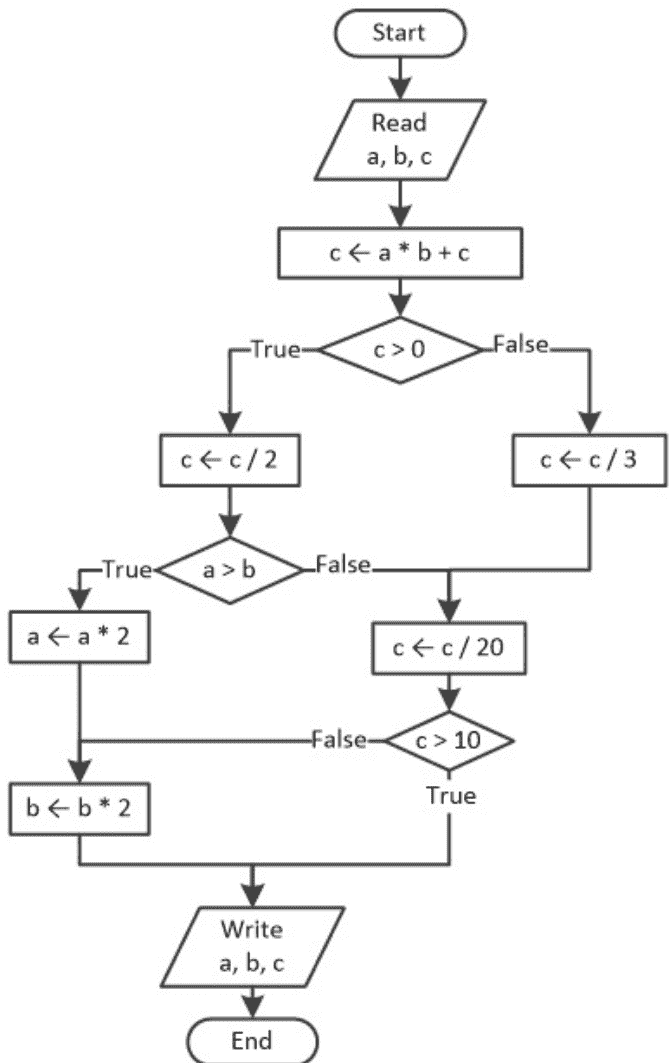 Start
Read
a, b, c
c ← a * b + c
True
c > 0
False
c ← c / 2
c ← c / 3
True
a > b
False
a ← a * 2
c ← c / 20
False
c > 10
True
b ← b * 2
Write
a, b, c
End